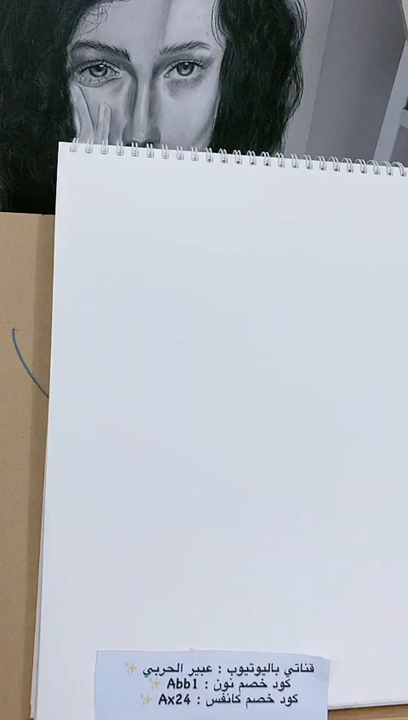 قناتي باليوتيوب : عبير الحربي ✨
كود خصم نون : Abb1 ✨
كود خصم كانفس : Ax24 ✨